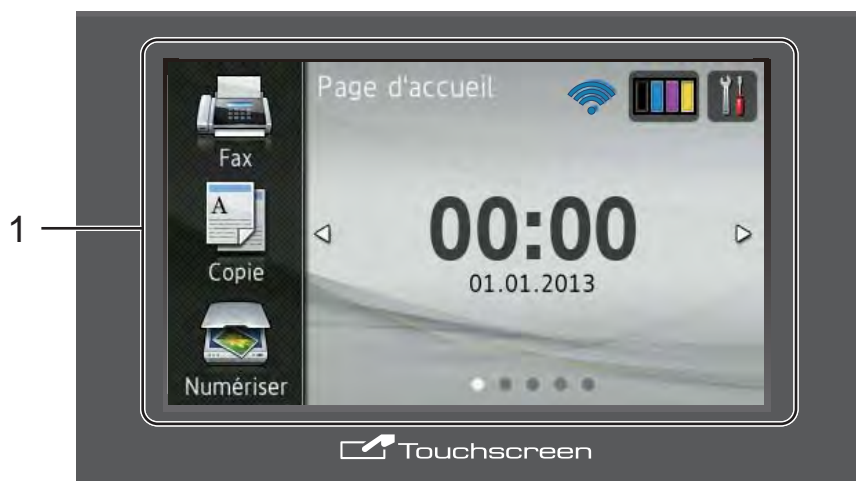 Page d'accueil
Fax
A
1
00:00
Copie
01.01.2013
Numériser
Touchscreen